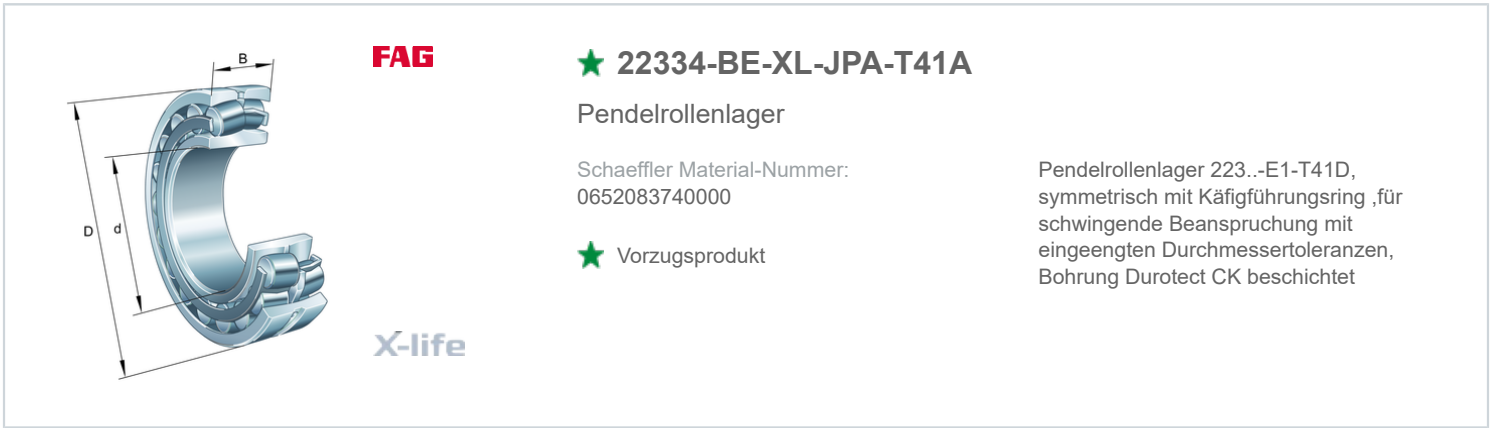 B
D
d
FAG
X-life
22334-BE-XL-JPA-T41A
Pendelrollenlager
Schaeffler Material-Nummer:
0652083740000
Vorzugsprodukt
Pendelrollenlager 223..-E1-T41D,
symmetrisch mit Käfigführungsring ,für
schwingende Beanspruchung mit
eingeengten Durchmessertoleranzen,
Bohrung Durotect CK beschichtet